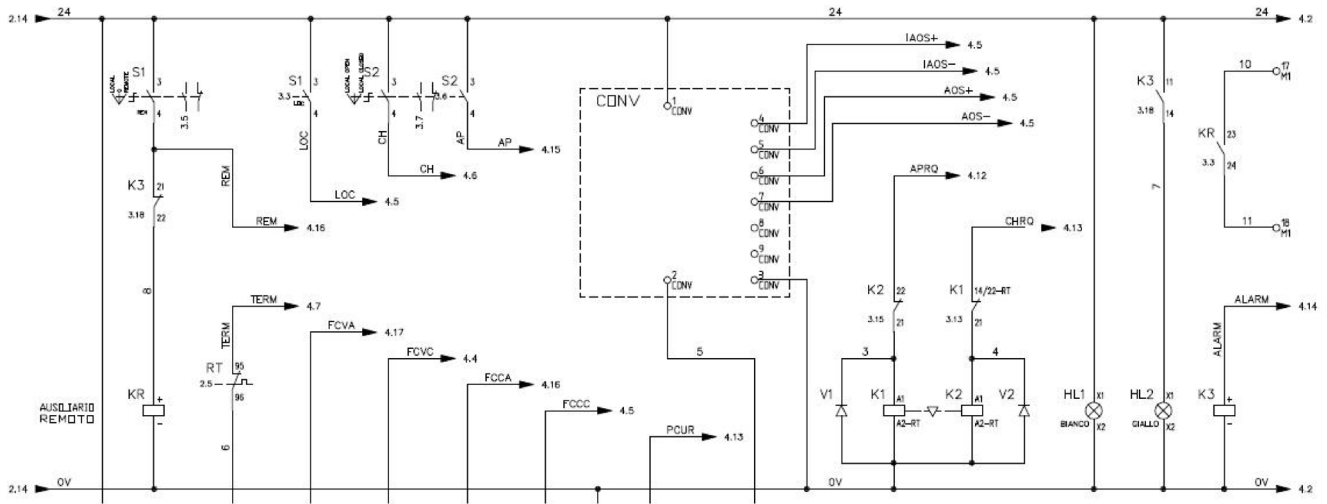 2.14 24 24 4.2
LOCAL
0
REMOTE
S1
3
4
3.5
S1
3
3.3
4
LOCAL OPEN
LOCAL CLOSED
S2
3
4
3.7
S2
3
3.6
4
REM
LOC
CH
AP
AP 4.15
CH 4.6
LOC 4.5
REM 4.16
K3
21
3.18
22
8
CONV
1
CONV
4
CONV
5
CONV
6
CONV
7
CONV
8
CONV
9
CONV
3
CONV
2
CONV
IAOS+ 4.5
IAOS- 4.5
AOS+ 4.5
AOS- 4.5
APRQ 4.12
CHRQ 4.13
K3
11
3.18
14
7
10
17
M1
KR
23
3.3
24
11
18
M1
TERM 4.7
TERM
RT
95
2.5
96
6
FCVA 4.17
FCVC 4.4
FCCA 4.16
FCCC 4.5
PCUR 4.13
5
K2
22
3.15
21
K1
14/22-RT
3.13
21
3
4
V1
K1
A1
A2-RT
K2
A1
A2-RT
V2
HL1
X1
BIANCO
X2
HL2
X1
GIALLO
X2
ALARM 4.14
ALARM
K3
+
-
AUSILIARIO
REMOTO
KR
+
-
2.14 0V 0V 0V 4.2